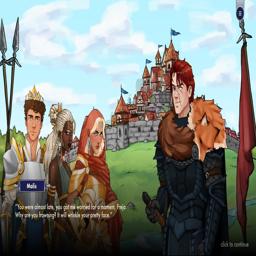 Malis
"You were almost late, you got me worried for a moment, Freja.
Why are you frowning? It will wrinkle your pretty face."
click to continue